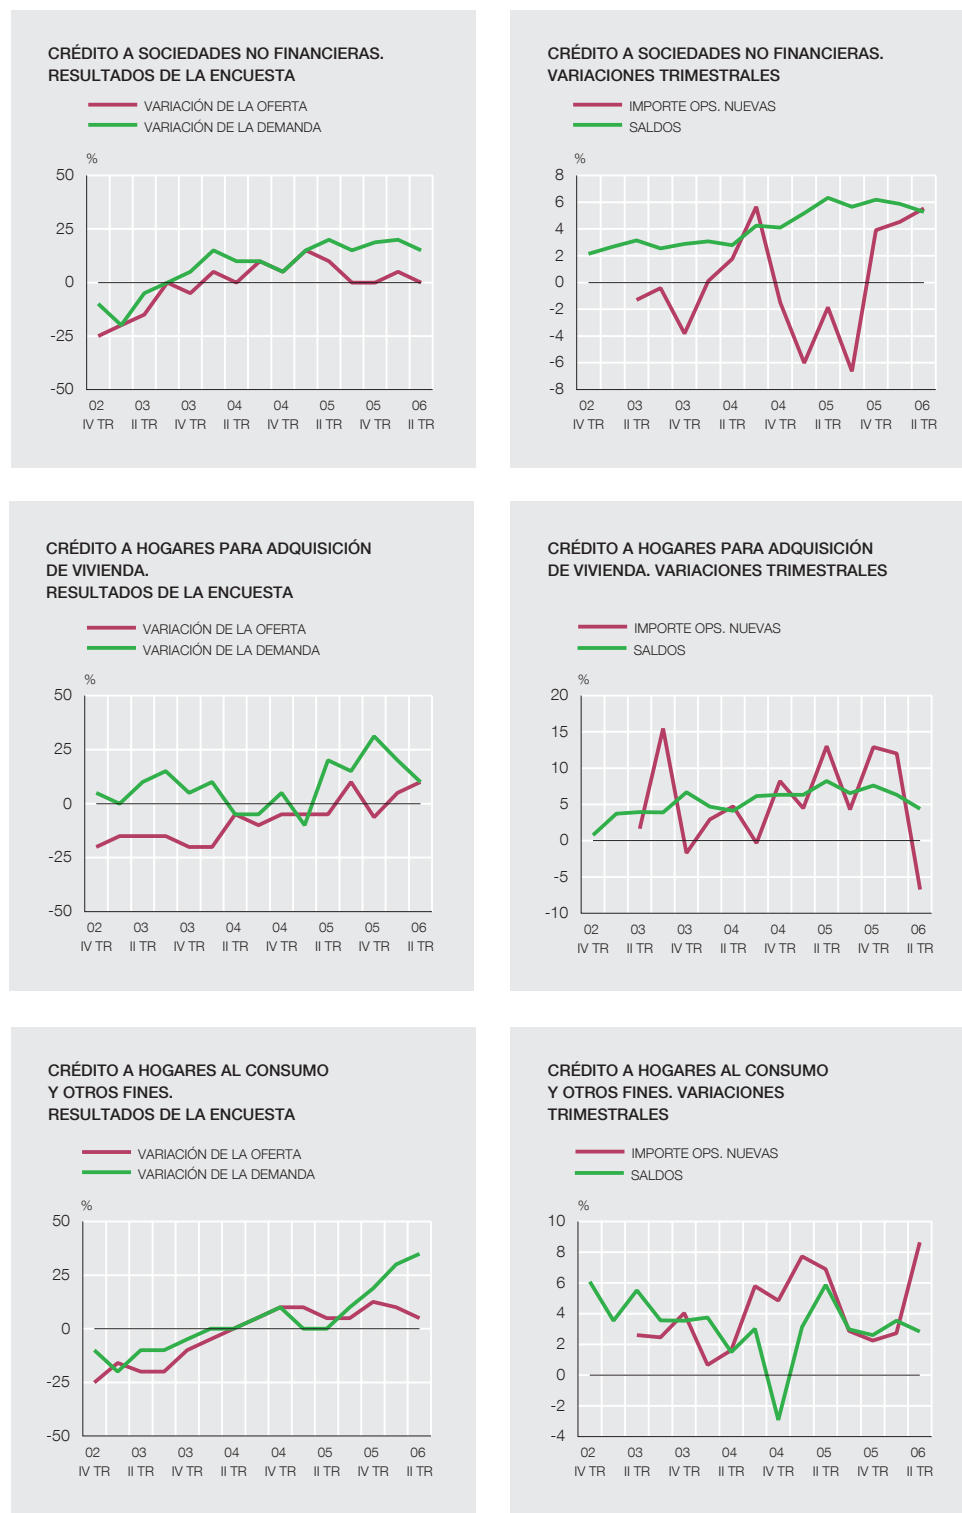 CRÉDITO A SOCIEDADES NO FINANCIERAS.
RESULTADOS DE LA ENCUESTA
VARIACIÓN DE LA OFERTA
VARIACIÓN DE LA DEMANDA
%
50
25
0
-25
-50
02 03 03 04 04 05 05 06
IV TR II TR IV TR II TR IV TR II TR IV TR II TR
CRÉDITO A SOCIEDADES NO FINANCIERAS.
VARIACIONES TRIMESTRALES
IMPORTE OPS. NUEVAS
SALDOS
%
8
6
4
2
0
-2
-4
-6
-8
02 03 03 04 04 05 05 06
IV TR II TR IV TR II TR IV TR II TR IV TR II TR
CRÉDITO A HOGARES PARA ADQUISICIÓN
DE VIVIENDA.
RESULTADOS DE LA ENCUESTA
VARIACIÓN DE LA OFERTA
VARIACIÓN DE LA DEMANDA
%
50
25
0
-25
-50
02 03 03 04 04 05 05 06
IV TR II TR IV TR II TR IV TR II TR IV TR II TR
CRÉDITO A HOGARES PARA ADQUISICIÓN
DE VIVIENDA. VARIACIONES TRIMESTRALES
IMPORTE OPS. NUEVAS
SALDOS
%
20
15
10
5
0
-5
-10
02 03 03 04 04 05 05 06
IV TR II TR IV TR II TR IV TR II TR IV TR II TR
CRÉDITO A HOGARES AL CONSUMO
Y OTROS FINES.
RESULTADOS DE LA ENCUESTA
VARIACIÓN DE LA OFERTA
VARIACIÓN DE LA DEMANDA
%
50
25
0
-25
-50
02 03 03 04 04 05 05 06
IV TR II TR IV TR II TR IV TR II TR IV TR II TR
CRÉDITO A HOGARES AL CONSUMO
Y OTROS FINES. VARIACIONES
TRIMESTRALES
IMPORTE OPS. NUEVAS
SALDOS
%
10
8
6
4
2
0
-2
-4
02 03 03 04 04 05 05 06
IV TR II TR IV TR II TR IV TR II TR IV TR II TR